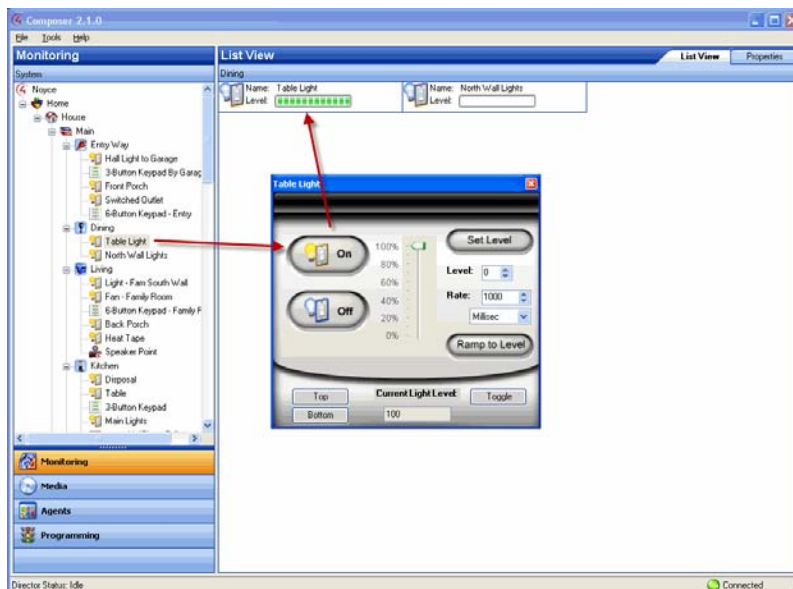 Composer 2.1.0
File Tools Help
Monitoring
System
Noyce
Home
House
Main
Entry Way
Hall Light to Garage
3-Button Keypad By Garag
Front Porch
Switched Outlet
6-Button Keypad - Entry
Dining
Table Light
North Wall Lights
Living
Light - Fam South Wall
Fan - Family Room
6-Button Keypad - Family F
Back Porch
Heat Tape
Speaker Point
Kitchen
Disposal
Table
3-Button Keypad
Main Lights
Monitoring
Media
Agents
Programming
Director Status: Idle
List View
List View Properties
Dining
Name: Table Light
Level:
Name: North Wall Lights
Level:
Table Light
On
Off
100%
80%
60%
40%
20%
0%
Set Level
Level: 0
Rate: 1000
Millisec
Ramp to Level
Top
Bottom
Current Light Level:
100
Toggle
Connected